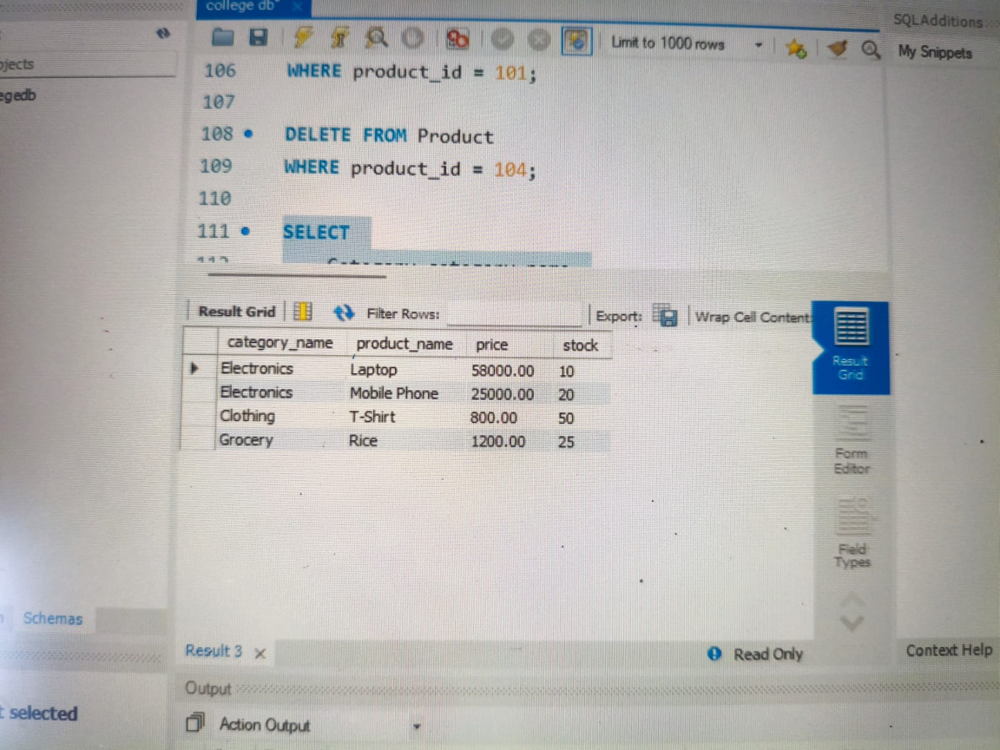 college db*
SQLAdditions
Limit to 1000 rows
My Snippets
bjects
egedb
106 WHERE product_id = 101;
107
108 DELETE FROM Product
109 WHERE product_id = 104;
110
111 SELECT
Result Grid Filter Rows: Export: Wrap Cell Content:
category_name product_name price stock
Electronics Laptop 58000.00 10
Electronics Mobile Phone 25000.00 20
Clothing T-Shirt 800.00 50
Grocery Rice 1200.00 25
Result
Grid
Form
Editor
Field
Types
Schemas
Result 3
Read Only
Context Help
Output
t selected
Action Output